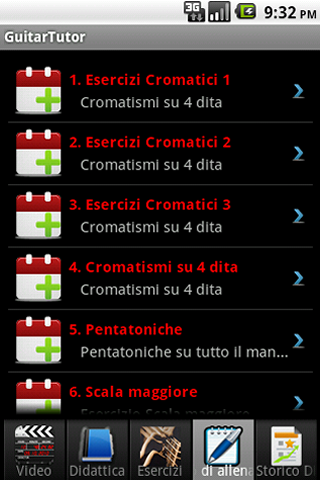 3G 9:32 PM
GuitarTutor
1. Esercizi Cromatici 1
Cromatismi su 4 dita
2. Esercizi Cromatici 2
Cromatismi su 4 dita
3. Esercizi Cromatici 3
Cromatismi su 4 dita
4. Cromatismi su 4 dita
Cromatismi su 4 dita
5. Pentatoniche
Pentatoniche su tutto il man...
6. Scala maggiore
Esercizio Scala maggiore
Video Didattica Esercizi di allena Storico D